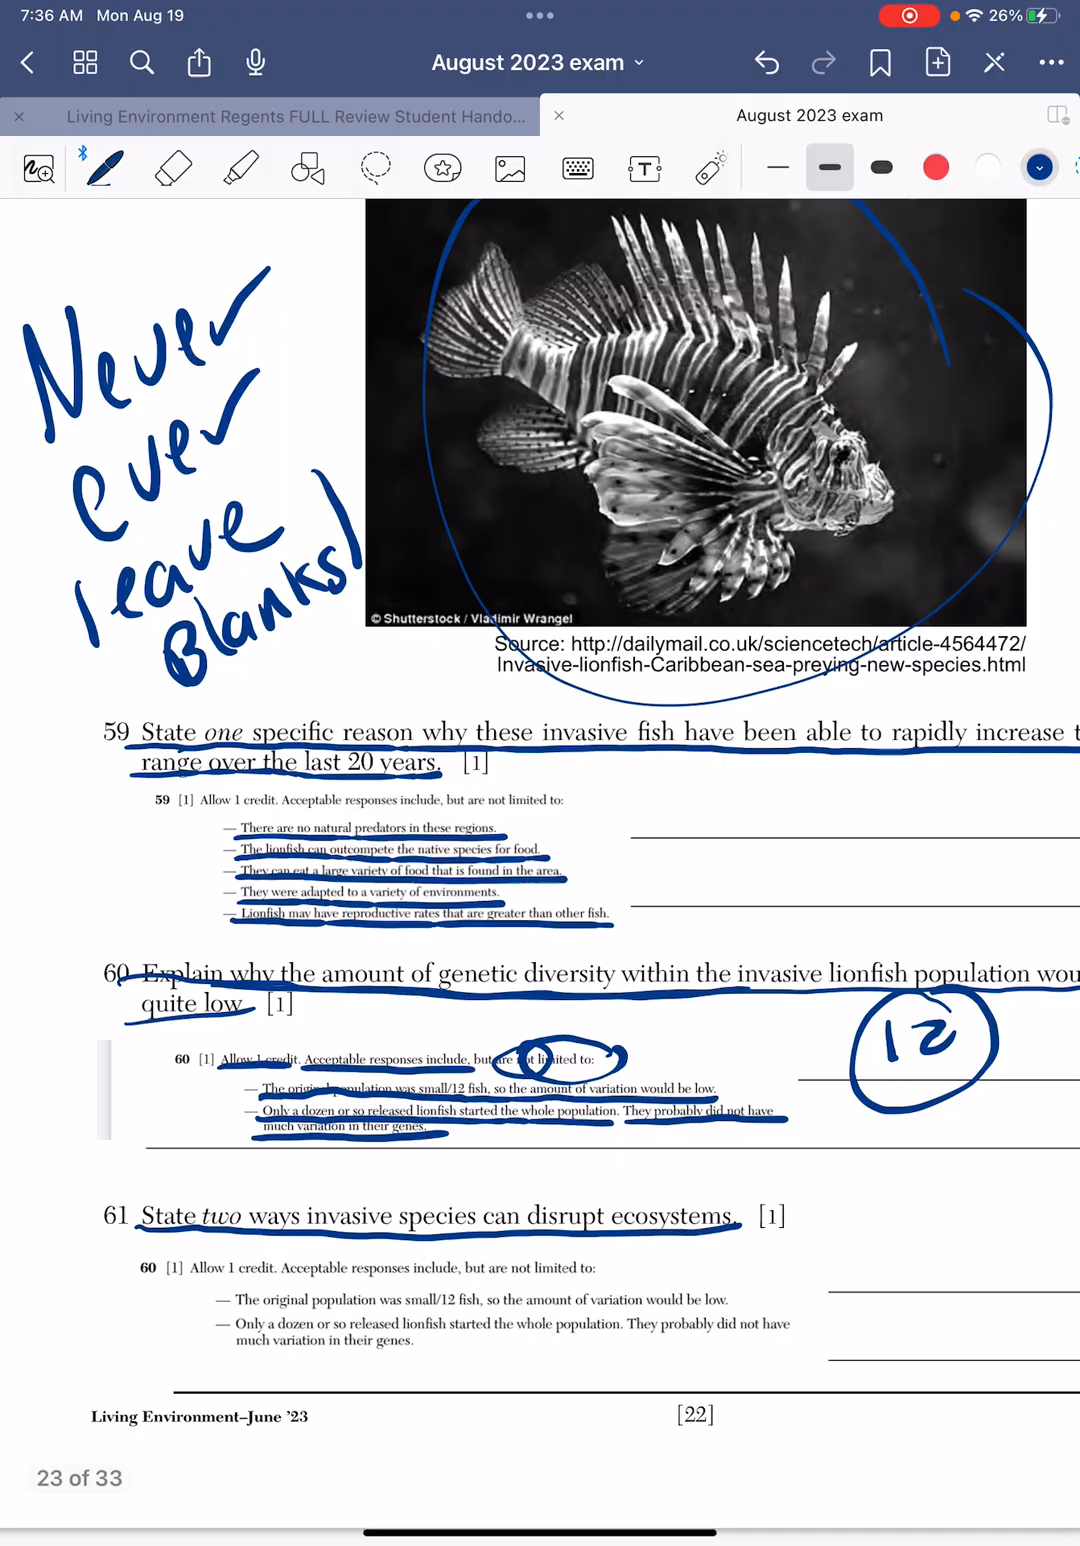 7:36 AM Mon Aug 19
26%
August 2023 exam
Living Environment Regents FULL Review Student Hando...
August 2023 exam
Never
ever
leave
Blanks!
© Shutterstock / Vladimir Wrangel
Source: http://dailymail.co.uk/sciencetech/article-4564472/
Invasive-lionfish-Caribbean-sea-preying-new-species.html
59 State one specific reason why these invasive fish have been able to rapidly increase t
range over the last 20 years. [1]
59 [1] Allow 1 credit. Acceptable responses include, but are not limited to:
— There are no natural predators in these regions.
— The lionfish can outcompete the native species for food.
— They can eat a large variety of food that is found in the area.
— They were adapted to a variety of environments.
— Lionfish may have reproductive rates that are greater than other fish.
60 Explain why the amount of genetic diversity within the invasive lionfish population wou
quite low. [1]
12
60 [1] Allow 1 credit. Acceptable responses include, but are not limited to:
— The original population was small/12 fish, so the amount of variation would be low.
— Only a dozen or so released lionfish started the whole population. They probably did not have
much variation in their genes.
61 State two ways invasive species can disrupt ecosystems. [1]
60 [1] Allow 1 credit. Acceptable responses include, but are not limited to:
— The original population was small/12 fish, so the amount of variation would be low.
— Only a dozen or so released lionfish started the whole population. They probably did not have
much variation in their genes.
Living Environment–June ’23 [22]
23 of 33